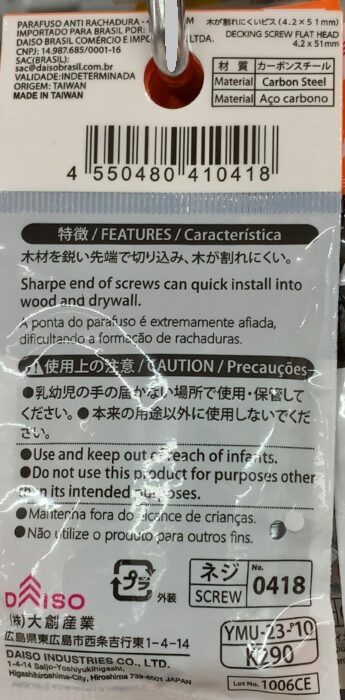 PARAFUSO ANTI RACHADURA - 4
IMPORTADO PARA BRASIL POR:
DAISO BRASIL COMÉRCIO E IMPO LTDA.
CNPJ: 14.987.685/0001-16
SAC(BRASIL):
sac@daisobrasil.com.br
VALIDADE:INDETERMINADA
ORIGEM: TAIWAN
MADE IN TAIWAN
木が割れにくいビス(4.2×51mm)
DECKING SCREW FLAT HEAD
4.2×51mm
材質 カーボンスチール
Material Carbon Steel
Material Aço carbono
4 550480 410418
特徴 / FEATURES / Característica
木材を鋭い先端で切り込み、木が割れにくい。
Sharpe end of screws can quick install into
wood and drywall.
A ponta do parafuso é extremamente afiada,
dificultando a formação de rachaduras.
使用上の注意 / CAUTION / Precauções
●乳幼児の手の届かない場所で使用・保管して
ください。●本来の用途以外に使用しないでくだ
さい。
●Use and keep out of reach of infants.
●Do not use this product for purposes other
than its intended purposes.
●Mantenha fora do alcance de crianças.
●Não utilize o produto para outros fins.
プラ 外装
ネジ
SCREW
No.
0418
DAISO
(株)大創産業
広島県東広島市西条吉行東1-4-14
DAISO INDUSTRIES CO., LTD.
1-4-14 Saijo-Yoshiyukihigashi,
Higashihiroshima-City, Hiroshima 739-8501 JAPAN
YMU-23-P10
K290
Lot No. 1006CE